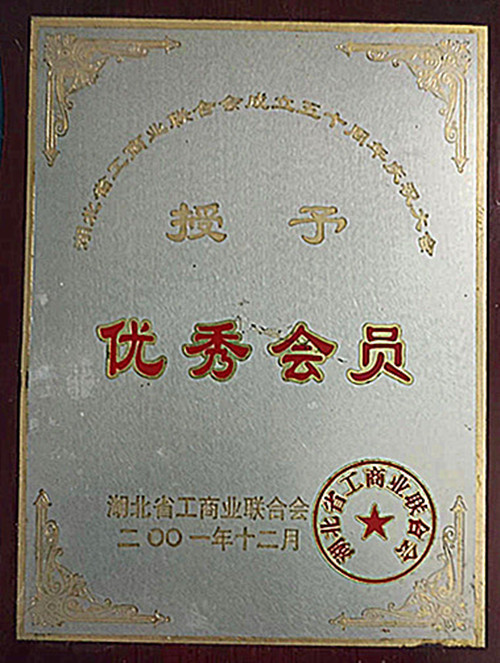 湖北省工商业联合会成立五十周年庆祝大会
授予
优秀会员
湖北省工商业联合会
二〇〇一年十二月
湖北省工商业联合会